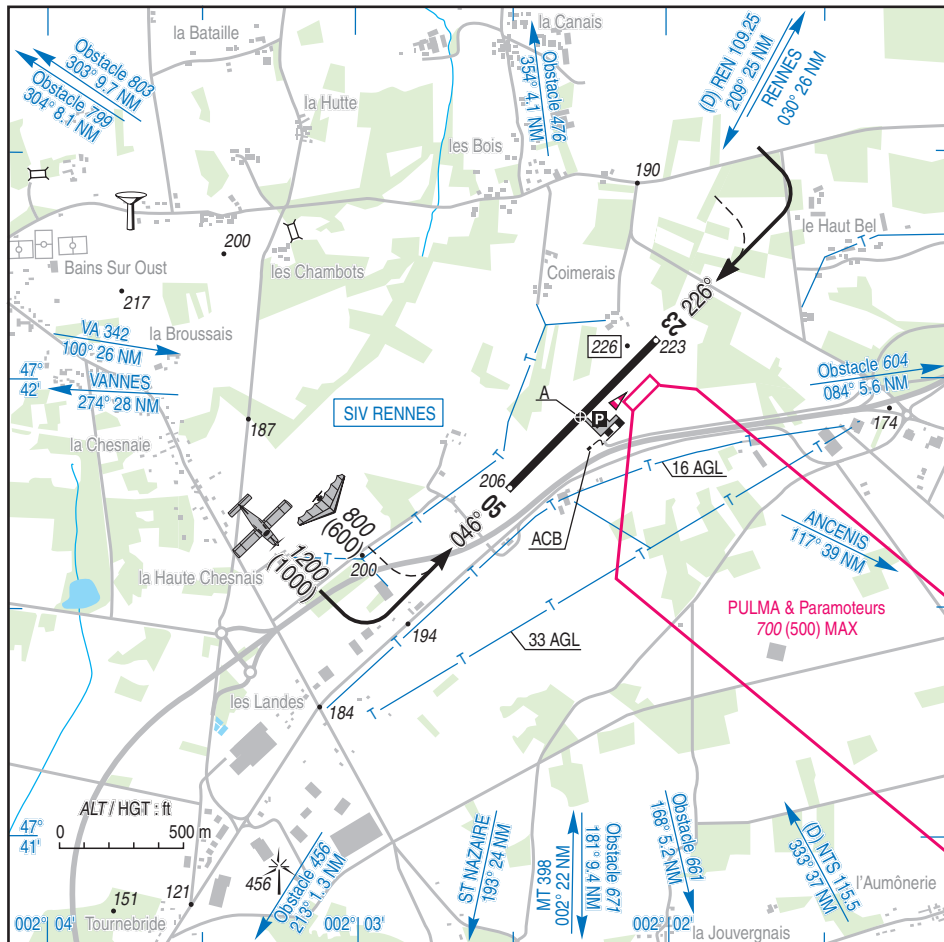 la Bataille
la Canais
Obstacle 803
303° 9.7 NM
Obstacle 799
304° 8.1 NM
Obstacle 476
354° 4.1 NM
(D) REN 109.25
209° 25 NM
RENNES
030° 26 NM
la Hutte
les Bois
190
le Haut Bel
200
Bains Sur Oust
les Chambots
Coimerais
217
226°
23
la Broussais
VA 342
100° 26 NM
226
223
47°
42'
VANNES
274° 28 NM
Obstacle 604
084° 5.6 NM
A
P
SIV RENNES
187
174
la Chesnaie
206
16 AGL
05
046°
800
(600)
ACB
ANCENIS
117° 39 NM
1200
(1000)
200
la Haute Chesnais
PULMA & Paramoteurs
700 (500) MAX
194
33 AGL
les Landes
184
ALT / HGT : ft
0
500 m
47°
41'
456
Obstacle 456
213° 1.3 NM
ST NAZAIRE
193° 24 NM
MT 398
002° 22 NM
Obstacle 671
181° 9.4 NM
Obstacle 661
168° 5.2 NM
(D) NTS 115.5
333° 37 NM
l'Aumônerie
151
121
Tournebride
002° 04'
002° 03'
002° 02'
la Jouvergnais
T
T
T
T
T
T
T
T
T
T
T
T
T